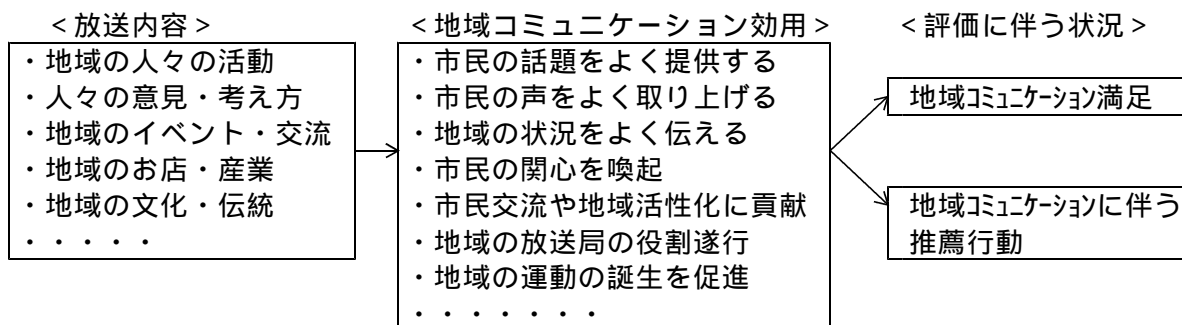 ＜放送内容＞
・地域の人々の活動
・人々の意見・考え方
・地域のイベント・交流
・地域のお店・産業
・地域の文化・伝統
・・・・・
＜地域コミュニケーション効用＞
・市民の話題をよく提供する
・市民の声をよく取り上げる
・地域の状況をよく伝える
・市民の関心を喚起
・市民交流や地域活性化に貢献
・地域の放送局の役割遂行
・地域の運動の誕生を促進
・・・・・・・
＜評価に伴う状況＞
地域ｺﾐｭﾆｹｰｼｮﾝ満足
地域ｺﾐｭﾆｹｰｼｮﾝに伴う
推薦行動